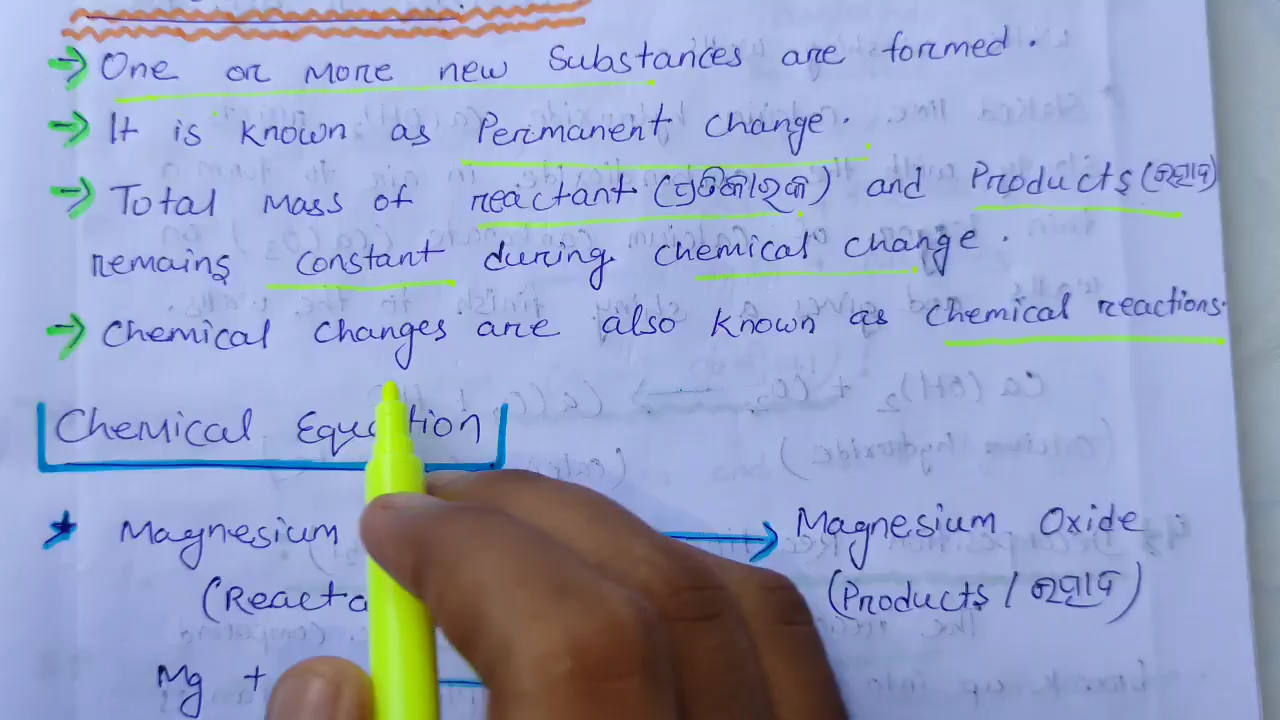 → One or more new Substances are formed.
→ It is known as Permanent change.
→ Total mass of reactant (ପ୍ରତିକାରକ) and Products (ଉତ୍ପାଦ)
remains constant during chemical change.
→ Chemical changes are also known as chemical reactions.
Chemical Equation
★ Magnesium → Magnesium Oxide
(Reacta (Products / ଉତ୍ପାଦ)
Mg +